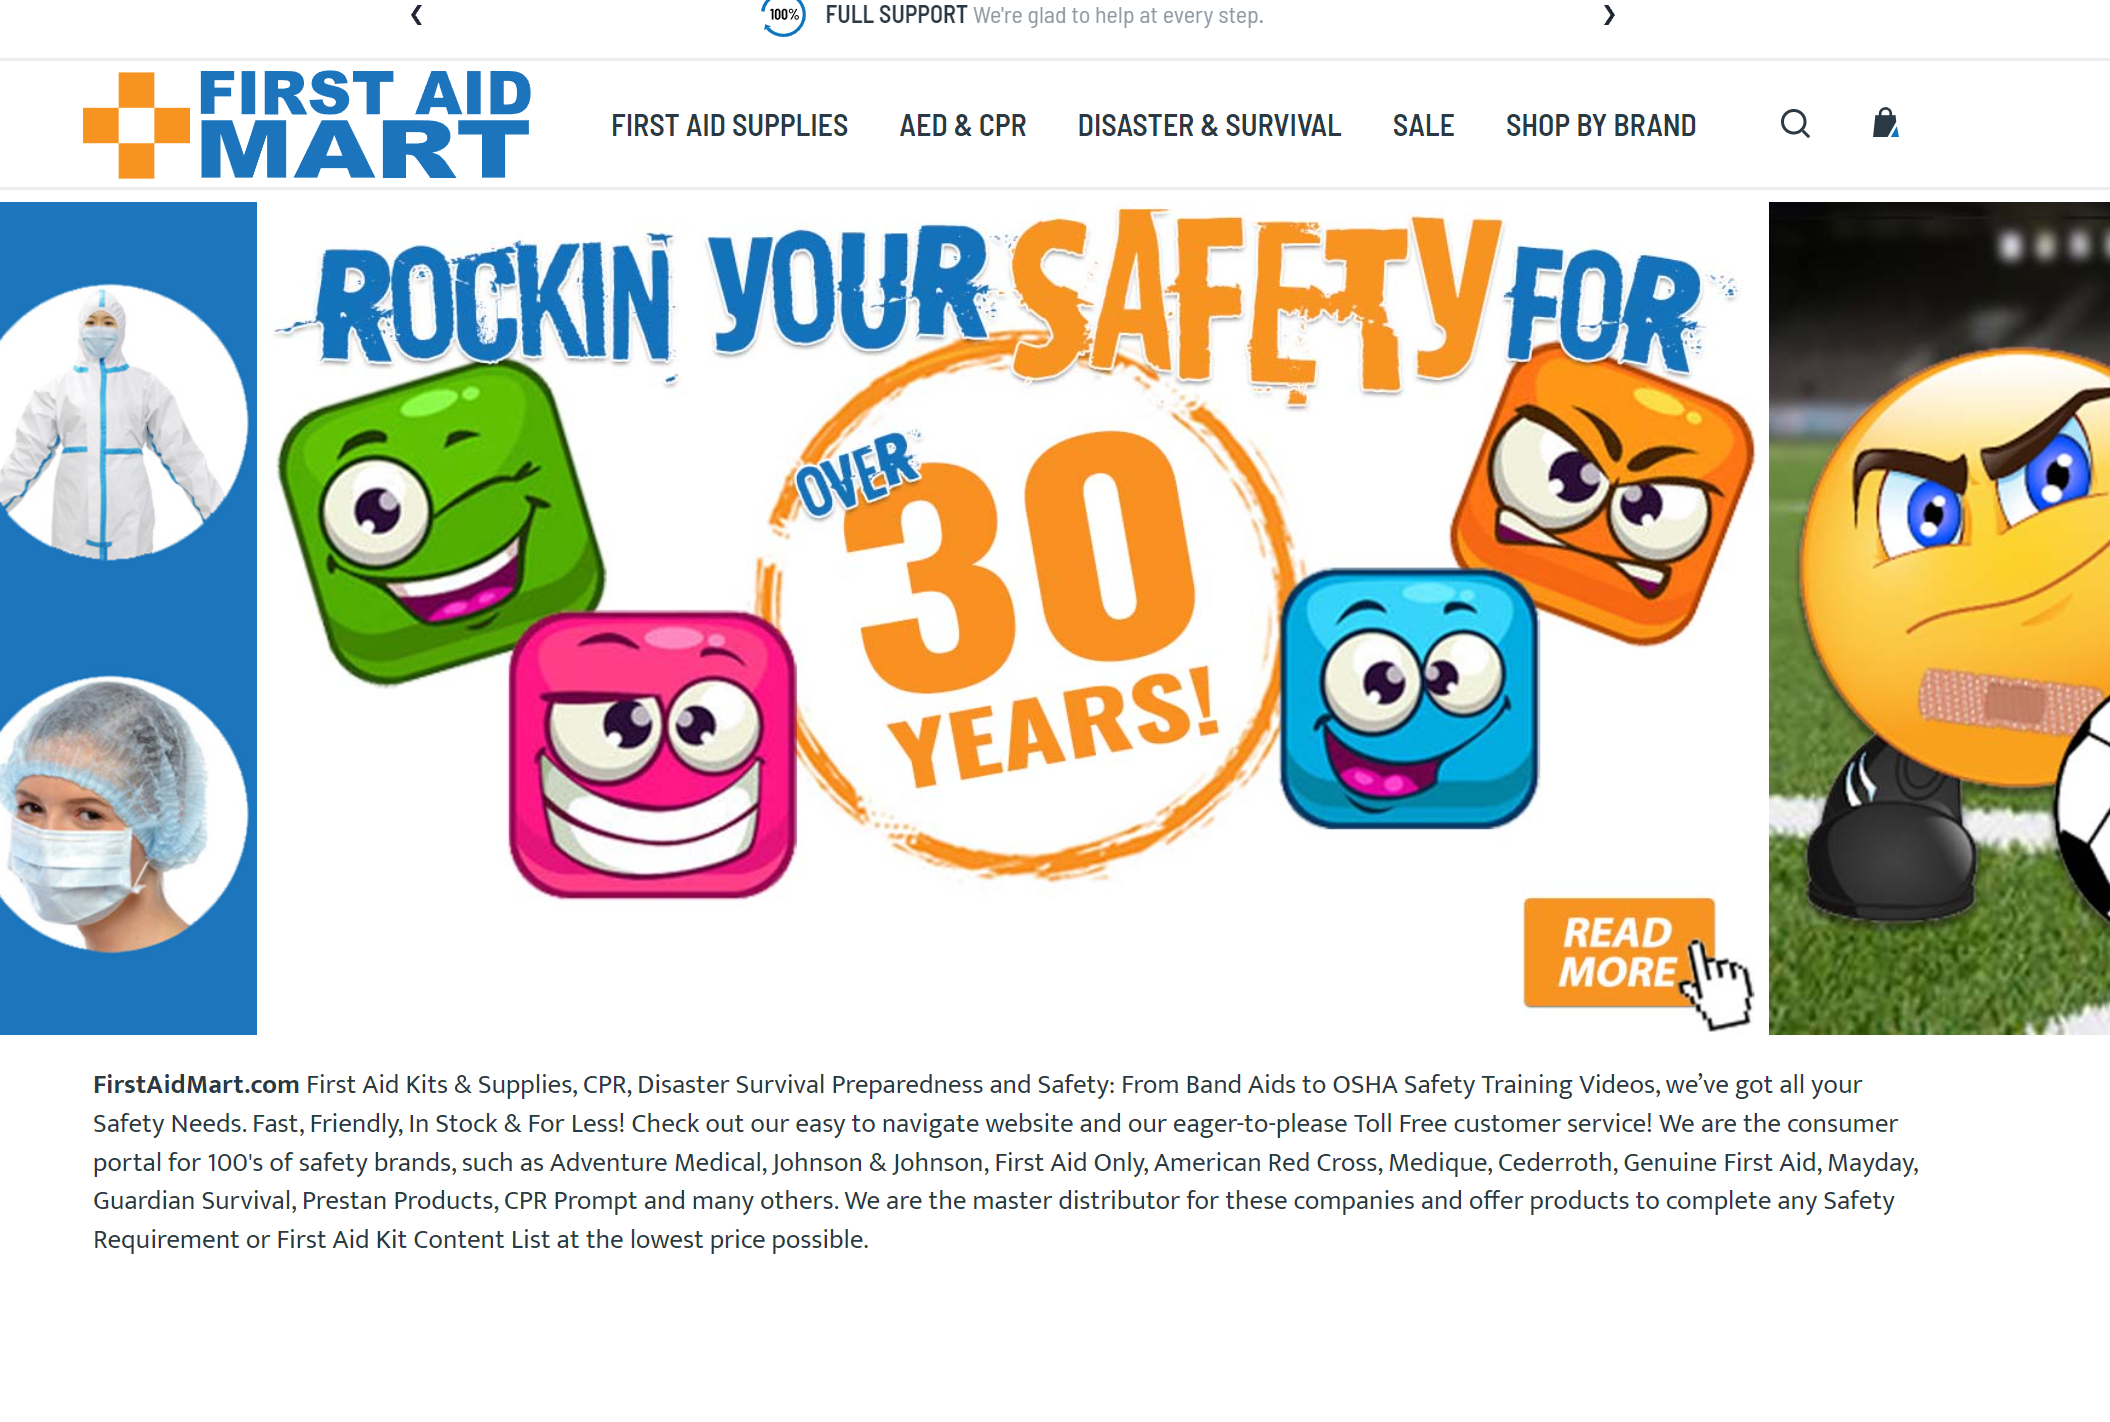 100% FULL SUPPORT We're glad to help at every step.
FIRST AID
MART
FIRST AID SUPPLIES AED & CPR DISASTER & SURVIVAL SALE SHOP BY BRAND
ROCKIN YOUR SAFETY FOR
OVER
30
YEARS!
READ
MORE
FirstAidMart.com First Aid Kits & Supplies, CPR, Disaster Survival Preparedness and Safety: From Band Aids to OSHA Safety Training Videos, we’ve got all your
Safety Needs. Fast, Friendly, In Stock & For Less! Check out our easy to navigate website and our eager-to-please Toll Free customer service! We are the consumer
portal for 100's of safety brands, such as Adventure Medical, Johnson & Johnson, First Aid Only, American Red Cross, Medique, Cederroth, Genuine First Aid, Mayday,
Guardian Survival, Prestan Products, CPR Prompt and many others. We are the master distributor for these companies and offer products to complete any Safety
Requirement or First Aid Kit Content List at the lowest price possible.